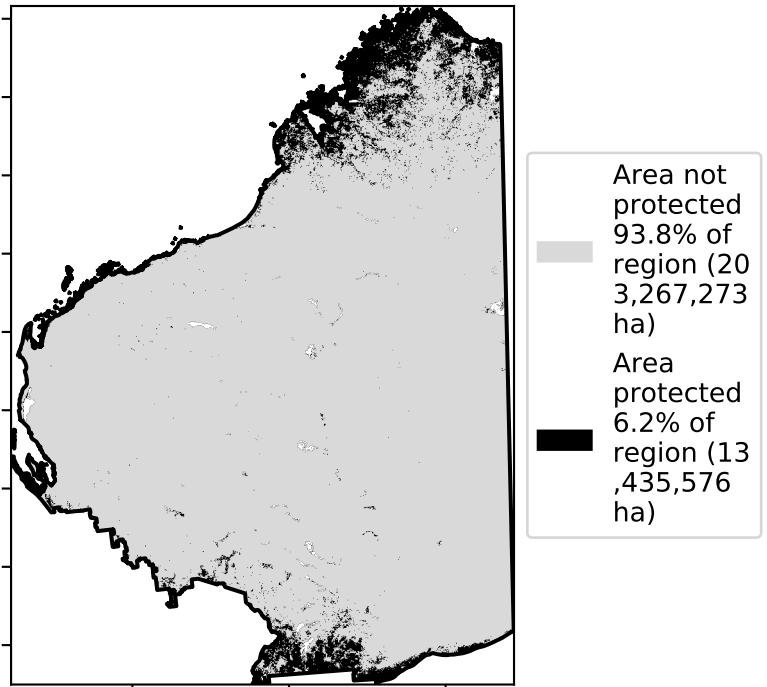 Area not
protected
93.8% of
region (20
3,267,273
ha)
Area
protected
6.2% of
region (13
,435,576
ha)